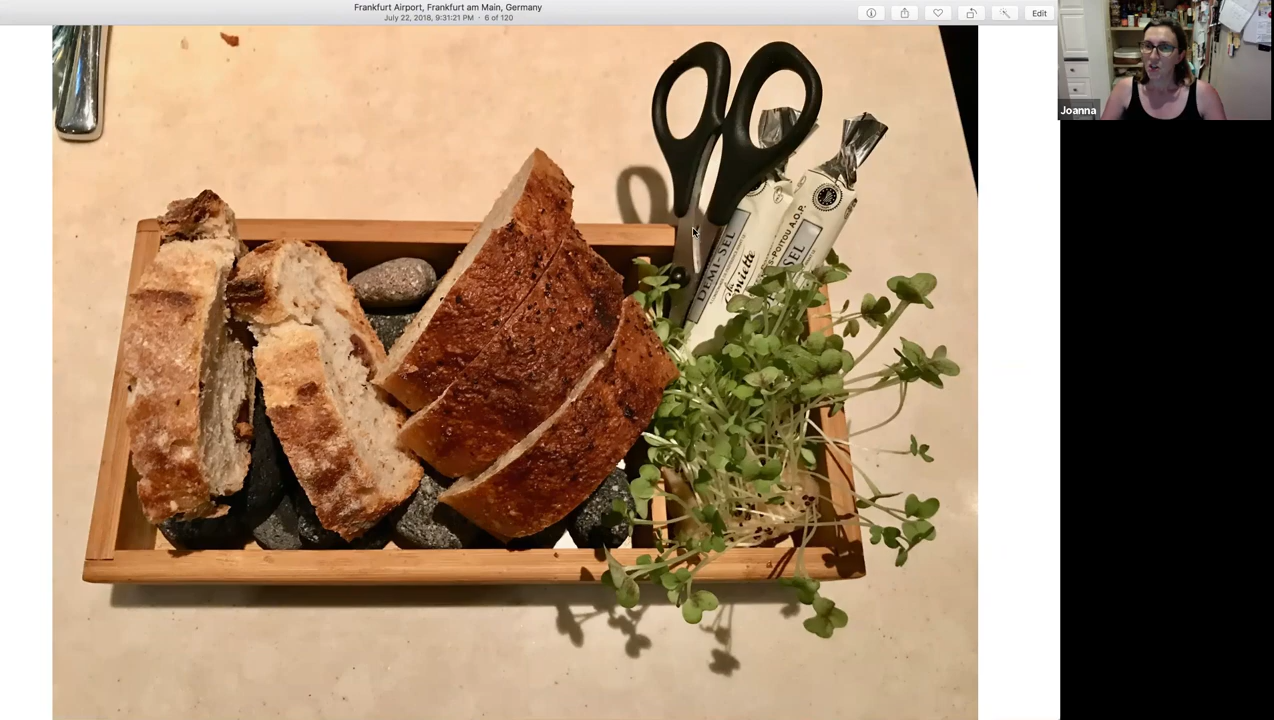 Frankfurt Airport, Frankfurt am Main, Germany
July 22, 2018, 9:31:21 PM · 6 of 120
Edit
Joanna
DEMI-SEL
SEL
-POITOU A.O.P.